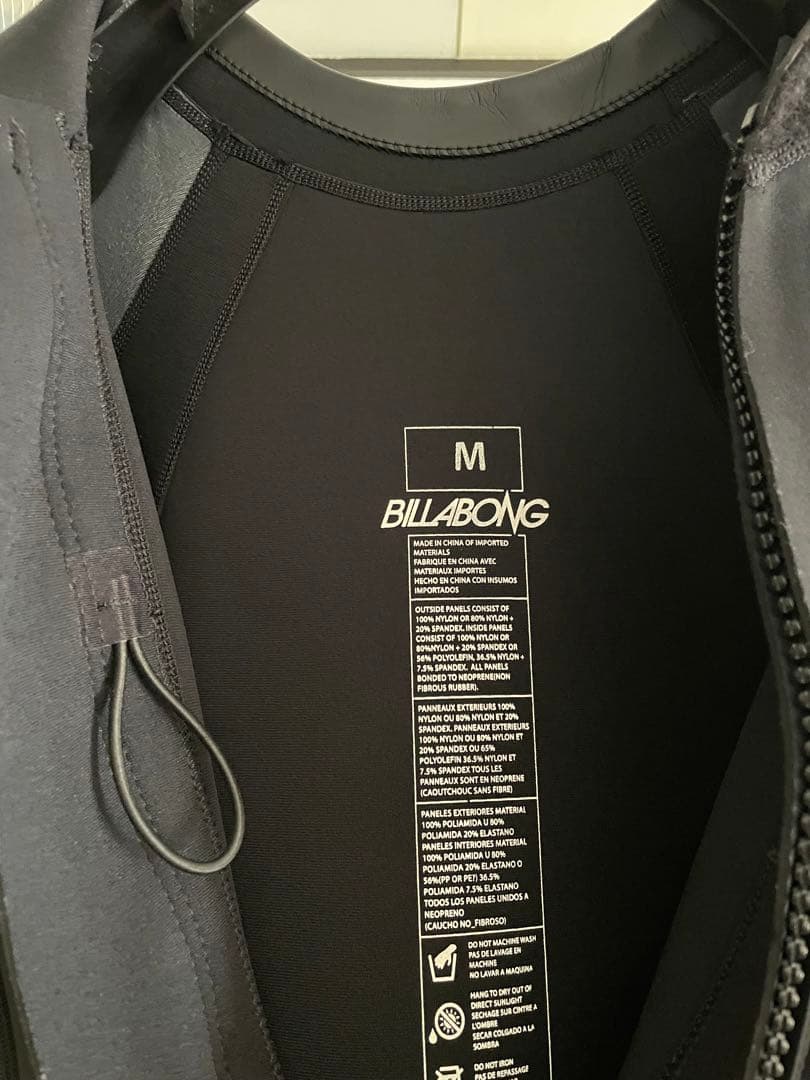 M
BILLABONG
MADE IN CHINA OF IMPORTED
MATERIALS
FABRIQUE EN CHINA AVEC
MATERIAUX IMPORTES
HECHO EN CHINA CON INSUMOS
IMPORTADOS
OUTSIDE PANELS CONSIST OF
100% NYLON OR 80% NYLON +
20% SPANDEX. INSIDE PANELS
CONSIST OF 100% NYLON OR
80%NYLON + 20% SPANDEX OR
56% POLYOLEFIN, 36.5% NYLON +
7.5% SPANDEX. ALL PANELS
BONDED TO NEOPRENE(NON
FIBROUS RUBBER).
PANNEAUX EXTERIEURS 100%
NYLON OU 80% NYLON ET 20%
SPANDEX. PANNEAUX EXTERIEURS
100% NYLON OU 80% NYLON ET
20% SPANDEX OU 65%
POLYOLEFIN 36.5% NYLON ET
7.5% SPANDEX TOUS LES
PANNEAUX SONT EN NEOPRENE
(CAOUTCHOUC SANS FIBRE)
PANELES EXTERIORES MATERIAL
100% POLIAMIDA U 80%
POLIAMIDA 20% ELASTANO
PANELES INTERIORES MATERIAL
100% POLIAMIDA U 80%
POLIAMIDA 20% ELASTANO O
56%(PP OR PE?) 36.5%
POLIAMIDA 7.5% ELASTANO
TODOS LOS PANELES UNIDOS A
NEOPRENO
(CAUCHO NO_FIBROSO)
DO NOT MACHINE WASH
PAS DE LAVAGE EN
MACHINE
NO LAVAR A MAQUINA
HANG TO DRY OUT OF
DIRECT SUNLIGHT
SECHAGE SUR CINTRE A
L'OMBRE
SECAR COLGADO A LA
SOMBRA
DO NOT IRON
PAS DE REPASSAGE